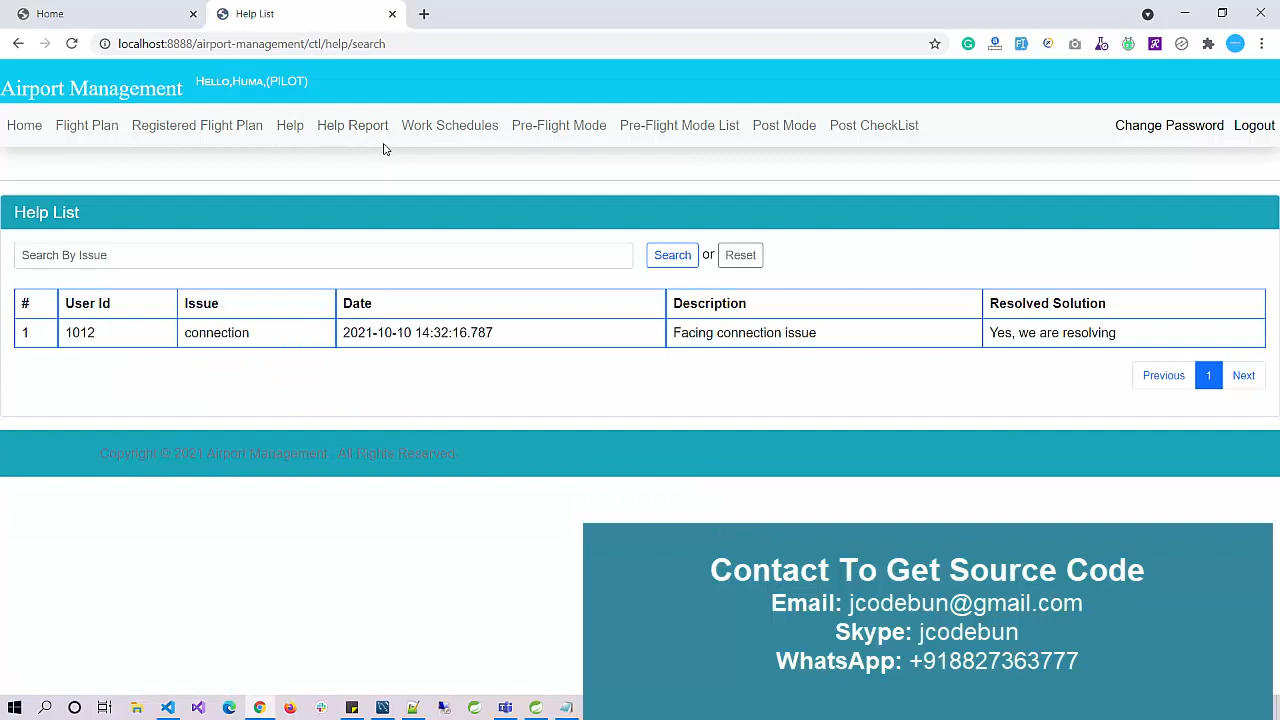 Home
Help List
localhost:8888/airport-management/ctl/help/search
Airport Management Hello,Huma,(PILOT)
Home Flight Plan Registered Flight Plan Help Help Report Work Schedules Pre-Flight Mode Pre-Flight Mode List Post Mode Post CheckList Change Password Logout
Help List
Search By Issue Search or Reset
# User Id Issue Date Description Resolved Solution
1 1012 connection 2021-10-10 14:32:16.787 Facing connection issue Yes, we are resolving
Previous 1 Next
Copyright © 2021 Airport Management . All Rights Reserved.
Contact To Get Source Code
Email: jcodebun@gmail.com
Skype: jcodebun
WhatsApp: +918827363777